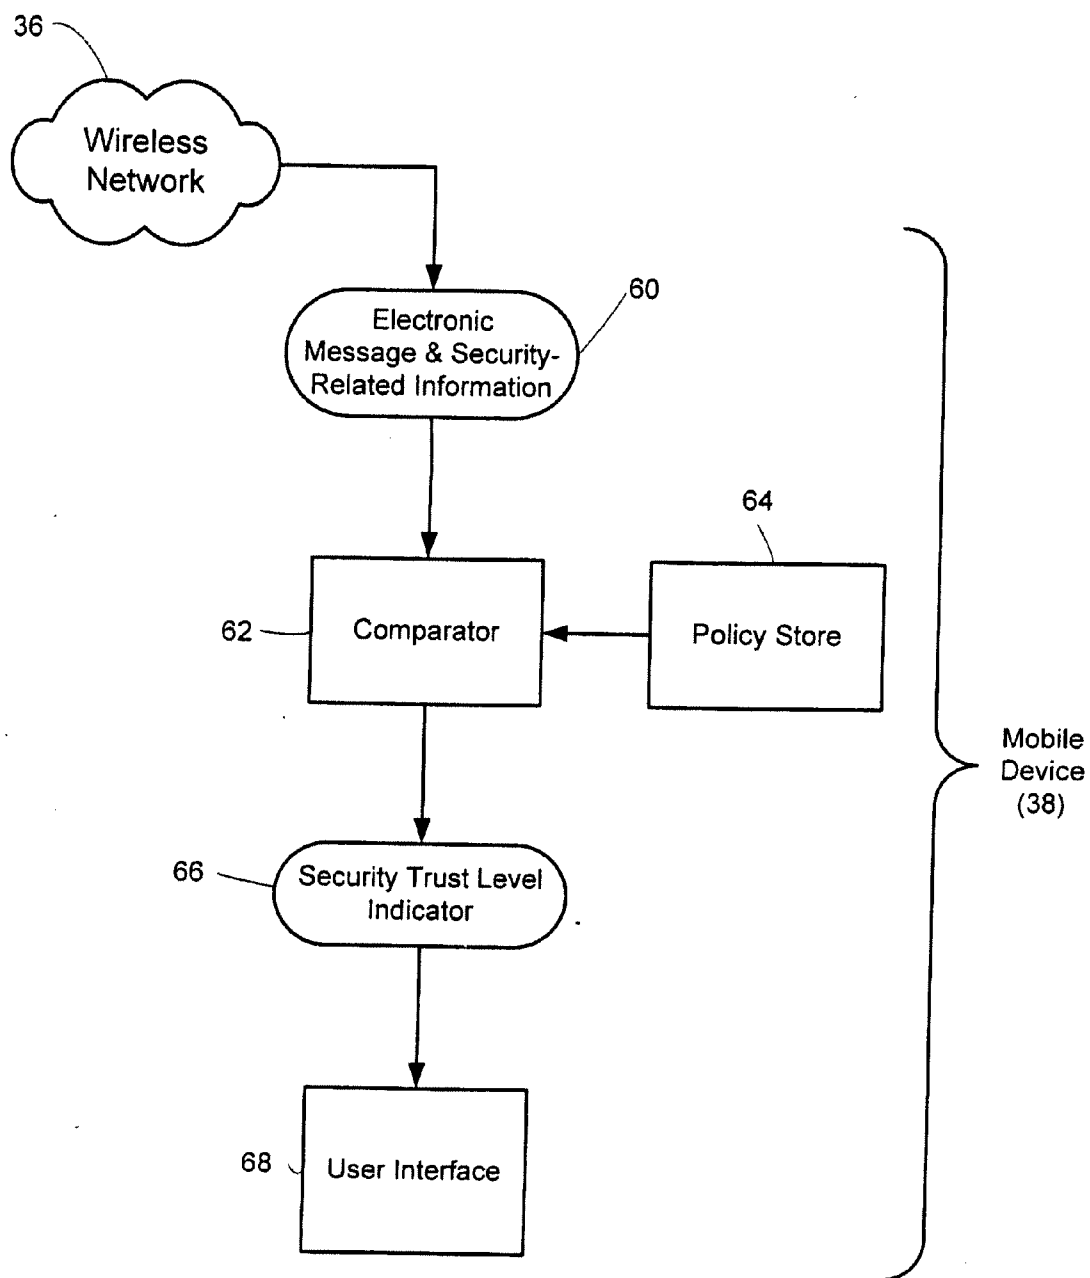 36
Wireless
Network
60
Electronic
Message & Security-
Related Information
64
62
Comparator
Policy Store
Mobile
Device
(38)
66
Security Trust Level
Indicator
68
User Interface